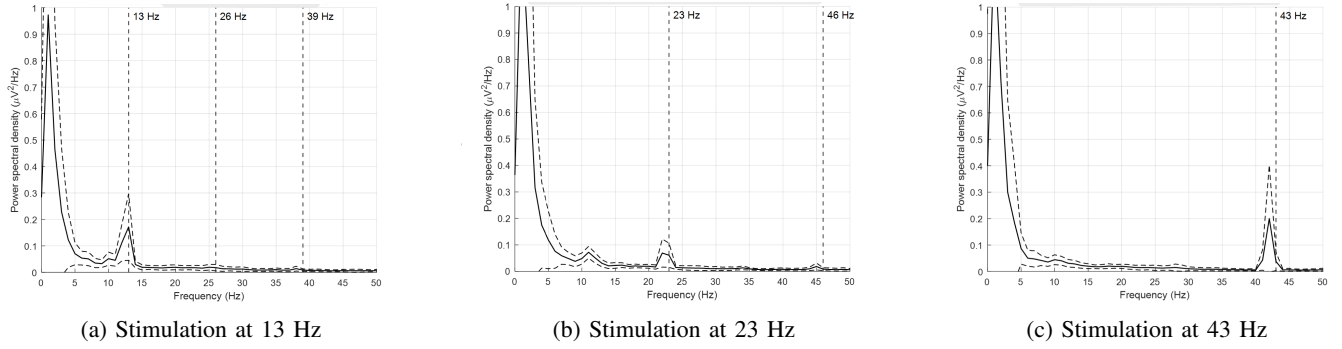 13 Hz
26 Hz
39 Hz
1
0.9
0.8
0.7
0.6
0.5
0.4
0.3
0.2
0.1
0
Power spectral density (μV²/Hz)
0 5 10 15 20 25 30 35 40 45 50
Frequency (Hz)
(a) Stimulation at 13 Hz
23 Hz
46 Hz
1
0.9
0.8
0.7
0.6
0.5
0.4
0.3
0.2
0.1
0
Power spectral density (μV²/Hz)
0 5 10 15 20 25 30 35 40 45 50
Frequency (Hz)
(b) Stimulation at 23 Hz
43 Hz
1
0.9
0.8
0.7
0.6
0.5
0.4
0.3
0.2
0.1
0
Power spectral density (μV²/Hz)
0 5 10 15 20 25 30 35 40 45 50
Frequency (Hz)
(c) Stimulation at 43 Hz